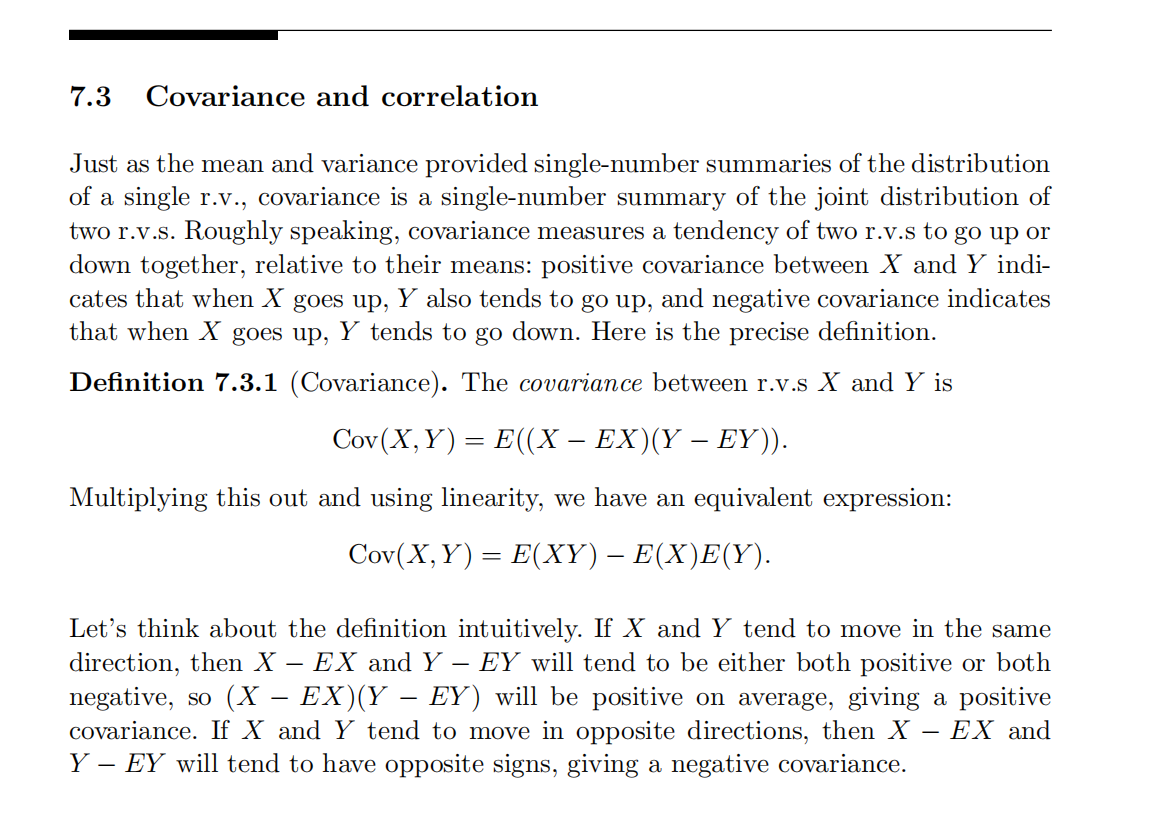 7.3 Covariance and correlation
Just as the mean and variance provided single-number summaries of the distribution
of a single r.v., covariance is a single-number summary of the joint distribution of
two r.v.s. Roughly speaking, covariance measures a tendency of two r.v.s to go up or
down together, relative to their means: positive covariance between X and Y indi-
cates that when X goes up, Y also tends to go up, and negative covariance indicates
that when X goes up, Y tends to go down. Here is the precise definition.
Definition 7.3.1 (Covariance). The covariance between r.v.s X and Y is
Cov(X, Y) = E((X − EX)(Y − EY)).
Multiplying this out and using linearity, we have an equivalent expression:
Cov(X, Y) = E(XY) − E(X)E(Y).
Let's think about the definition intuitively. If X and Y tend to move in the same
direction, then X − EX and Y − EY will tend to be either both positive or both
negative, so (X − EX)(Y − EY) will be positive on average, giving a positive
covariance. If X and Y tend to move in opposite directions, then X − EX and
Y − EY will tend to have opposite signs, giving a negative covariance.